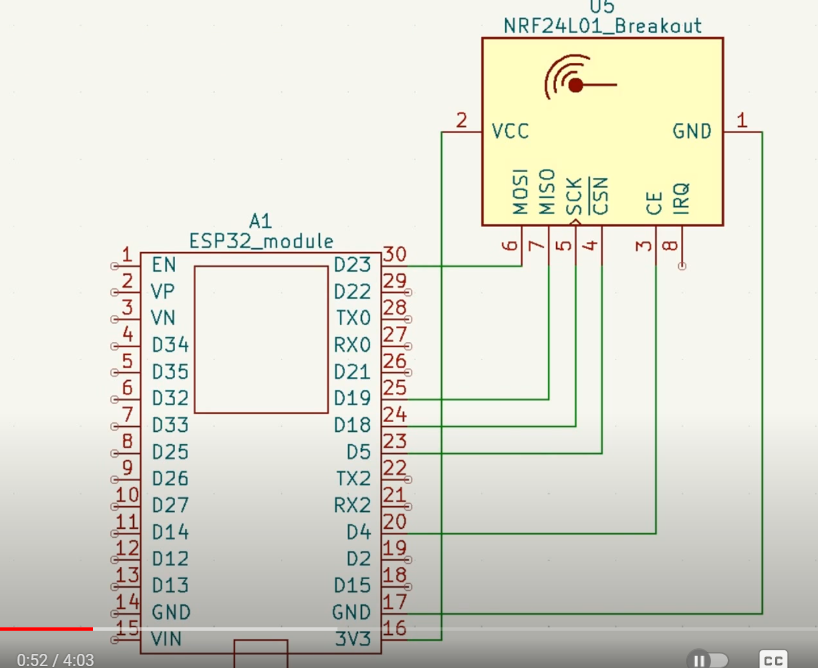 U5
NRF24L01_Breakout
2
VCC
GND
1
MOSI
MISO
SCK
CSN
CE
IRQ
6
7
5
4
3
8
A1
ESP32_module
1 EN D23 30
2 VP D22 29
3 VN TX0 28
4 D34 RX0 27
5 D35 D21 26
6 D32 D19 25
7 D33 D18 24
8 D25 D5 23
9 D26 TX2 22
10 D27 RX2 21
11 D14 D4 20
12 D12 D2 19
13 D13 D15 18
14 GND GND 17
15 VIN 3V3 16
0:52 / 4:03
CC